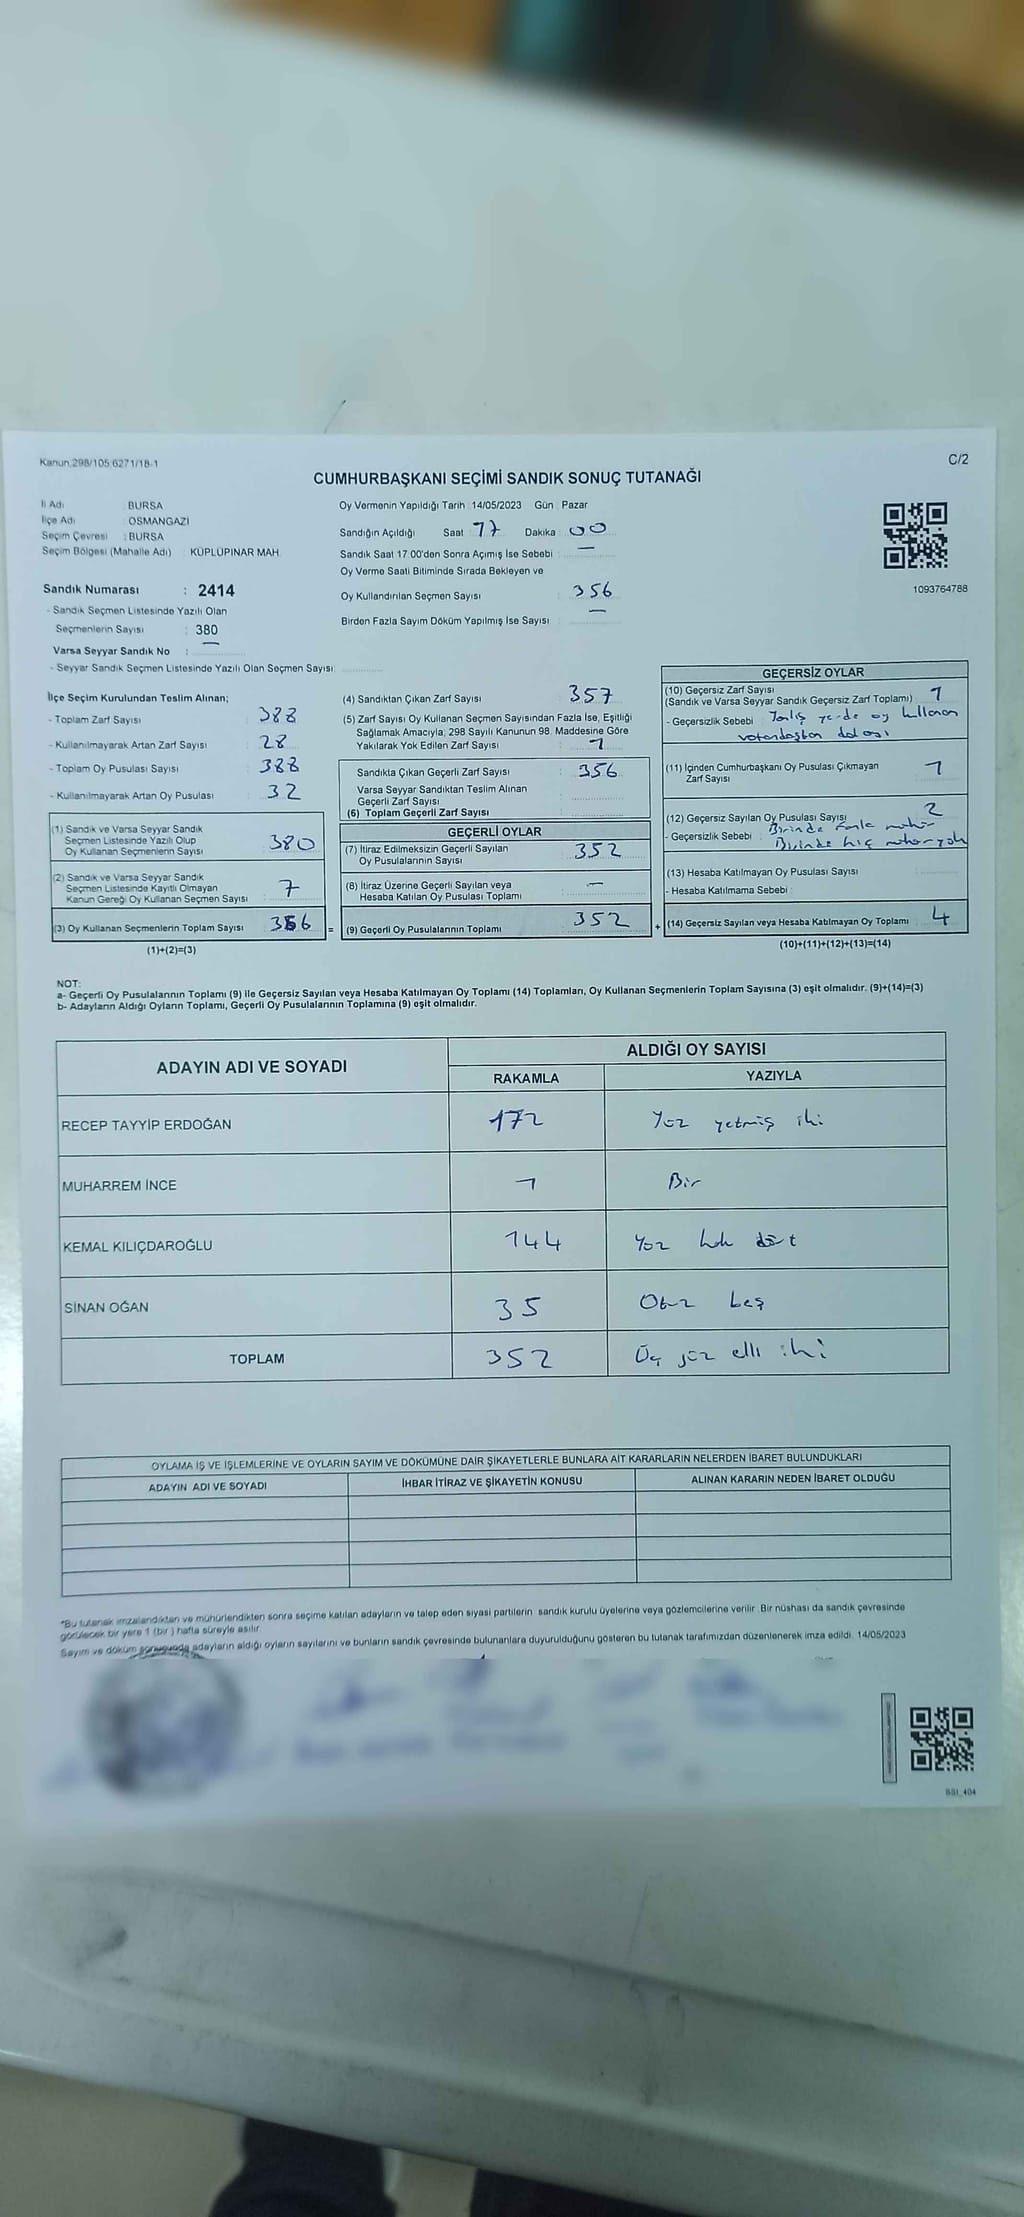 Kanun:298/105;6271/18-1
C/2
CUMHURBAŞKANI SEÇİMİ SANDIK SONUÇ TUTANAĞI
İl Adı : BURSA
İlçe Adı : OSMANGAZİ
Seçim Çevresi : BURSA
Seçim Bölgesi (Mahalle Adı) : KÜPLÜPINAR MAH.
Sandık Numarası : 2414
- Sandık Seçmen Listesinde Yazılı Olan
Seçmenlerin Sayısı : 380
Varsa Seyyar Sandık No : —
- Seyyar Sandık Seçmen Listesinde Yazılı Olan Seçmen Sayısı:
Oy Vermenin Yapıldığı Tarih :14/05/2023 Gün : Pazar
Sandığın Açıldığı Saat : 17 Dakika : 00
Sandık Saat 17:00'den Sonra Açımış İse Sebebi : —
Oy Verme Saati Bitiminde Sırada Bekleyen ve
Oy Kullandırılan Seçmen Sayısı : 356
Birden Fazla Sayım Döküm Yapılmış İse Sayısı : —
1093764788
İlçe Seçim Kurulundan Teslim Alınan;
- Toplam Zarf Sayısı : 388
- Kullanılmayarak Artan Zarf Sayısı : 28
- Toplam Oy Pusulası Sayısı : 388
- Kullanılmayarak Artan Oy Pusulası : 32
(1) Sandık ve Varsa Seyyar Sandık
Seçmen Listesinde Yazılı Olup
Oy Kullanan Seçmenlerin Sayısı : 380
(2) Sandık ve Varsa Seyyar Sandık
Seçmen Listesinde Kayıtlı Olmayan
Kanun Gereği Oy Kullanan Seçmen Sayısı : 7
(3) Oy Kullanan Seçmenlerin Toplam Sayısı 356
(1)+(2)=(3)
(4) Sandıktan Çıkan Zarf Sayısı : 357
(5) Zarf Sayısı Oy Kullanan Seçmen Sayısından Fazla İse, Eşitliği
Sağlamak Amacıyla; 298 Sayılı Kanunun 98. Maddesine Göre
Yakılarak Yok Edilen Zarf Sayısı : 1
Sandıkta Çıkan Geçerli Zarf Sayısı : 356
Varsa Seyyar Sandıktan Teslim Alınan
Geçerli Zarf Sayısı :
(6) Toplam Geçerli Zarf Sayısı :
GEÇERLİ OYLAR
(7) İtiraz Edilmeksizin Geçerli Sayılan
Oy Pusulalarının Sayısı : 352
(8) İtiraz Üzerine Geçerli Sayılan veya
Hesaba Katılan Oy Pusulası Toplamı : —
= (9) Geçerli Oy Pusulalarının Toplamı : 352
GEÇERSİZ OYLAR
(10) Geçersiz Zarf Sayısı
(Sandık ve Varsa Seyyar Sandık Geçersiz Zarf Toplamı) : 1
- Geçersizlik Sebebi : Yanlış yerde oy kullanan
vatandaştan dolayı
(11) İçinden Cumhurbaşkanı Oy Pusulası Çıkmayan
Zarf Sayısı : 1
(12) Geçersiz Sayılan Oy Pusulası Sayısı : 2
- Geçersizlik Sebebi : Birinde fazla mühür
Birinde hiç mühür yok
(13) Hesaba Katılmayan Oy Pusulası Sayısı :
- Hesaba Katılmama Sebebi :
+ (14) Geçersiz Sayılan veya Hesaba Katılmayan Oy Toplamı : 4
(10)+(11)+(12)+(13)=(14)
NOT:
a- Geçerli Oy Pusulalarının Toplamı (9) ile Geçersiz Sayılan veya Hesaba Katılmayan Oy Toplamı (14) Toplamları, Oy Kullanan Seçmenlerin Toplam Sayısına (3) eşit olmalıdır. (9)+(14)=(3)
b- Adayların Aldığı Oyların Toplamı, Geçerli Oy Pusulalarının Toplamına (9) eşit olmalıdır.
ADAYIN ADI VE SOYADI ALDIĞI OY SAYISI
RAKAMLA YAZIYLA
RECEP TAYYİP ERDOĞAN 172 Yüz yetmiş iki
MUHARREM İNCE 1 Bir
KEMAL KILIÇDAROĞLU 144 Yüz kırk dört
SİNAN OĞAN 35 Otuz beş
TOPLAM 352 Üç yüz elli iki
OYLAMA İŞ VE İŞLEMLERİNE VE OYLARIN SAYIM VE DÖKÜMÜNE DAİR ŞİKAYETLERLE BUNLARA AİT KARARLARIN NELERDEN İBARET BULUNDUKLARI
ADAYIN ADI VE SOYADI İHBAR İTİRAZ VE ŞİKAYETİN KONUSU ALINAN KARARIN NEDEN İBARET OLDUĞU
*Bu tutanak imzalandıktan ve mühürlendikten sonra seçime katılan adayların ve talep eden siyasi partilerin sandık kurulu üyelerine veya gözlemcilerine verilir. Bir nüshası da sandık çevresinde
görülecek bir yere 1 (bir) hafta süreyle asılır.
Sayım ve döküm sonucunda adayların aldığı oyların sayılarını ve bunların sandık çevresinde bulunanlara duyurulduğunu gösteren bu tutanak tarafımızdan düzenlenerek imza edildi. 14/05/2023